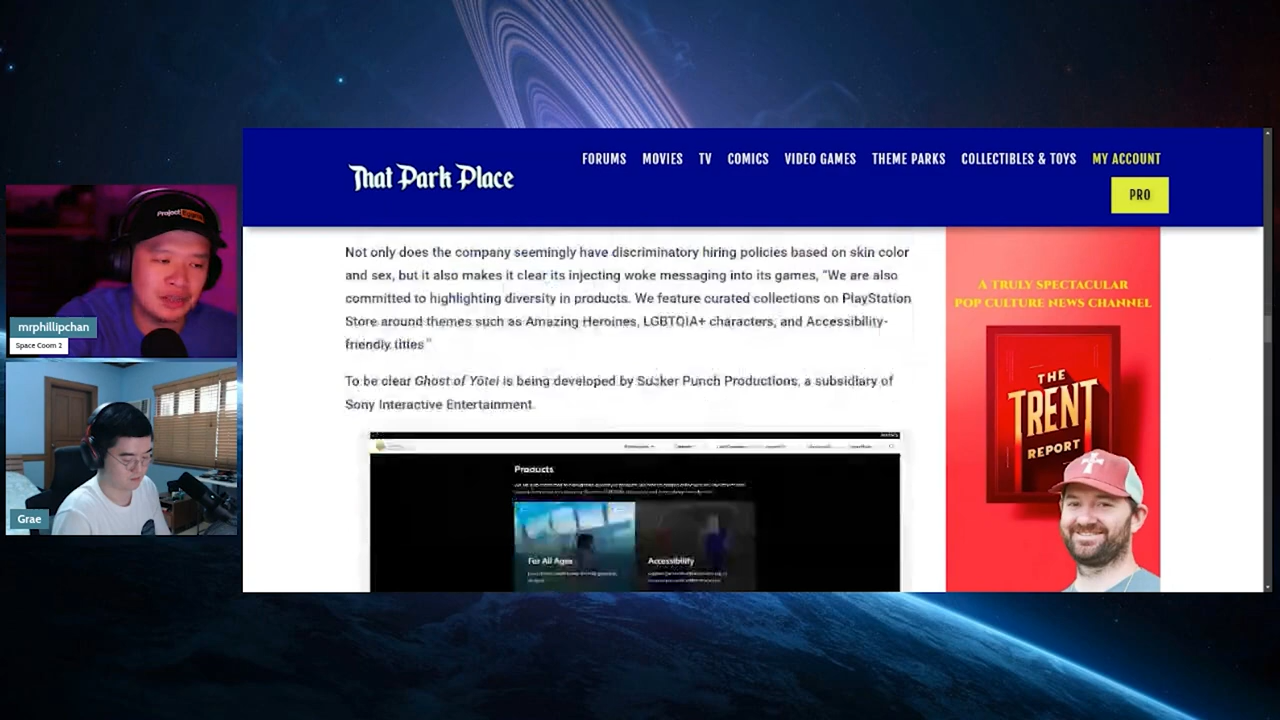 FORUMS MOVIES TV COMICS VIDEO GAMES THEME PARKS COLLECTIBLES & TOYS MY ACCOUNT
That Park Place
PRO
Not only does the company seemingly have discriminatory hiring policies based on skin color
and sex, but it also makes it clear its injecting woke messaging into its games, "We are also
committed to highlighting diversity in products. We feature curated collections on PlayStation
Store around themes such as Amazing Heroines, LGBTQIA+ characters, and Accessibility-
friendly titles"
To be clear Ghost of Yōtei is being developed by Sucker Punch Productions, a subsidiary of
Sony Interactive Entertainment.
Products
For All Ages
Accessibility
A TRULY SPECTACULAR
POP CULTURE NEWS CHANNEL
THE
TRENT
REPORT
Project
mrphillipchan
Space Coom 2
Grae